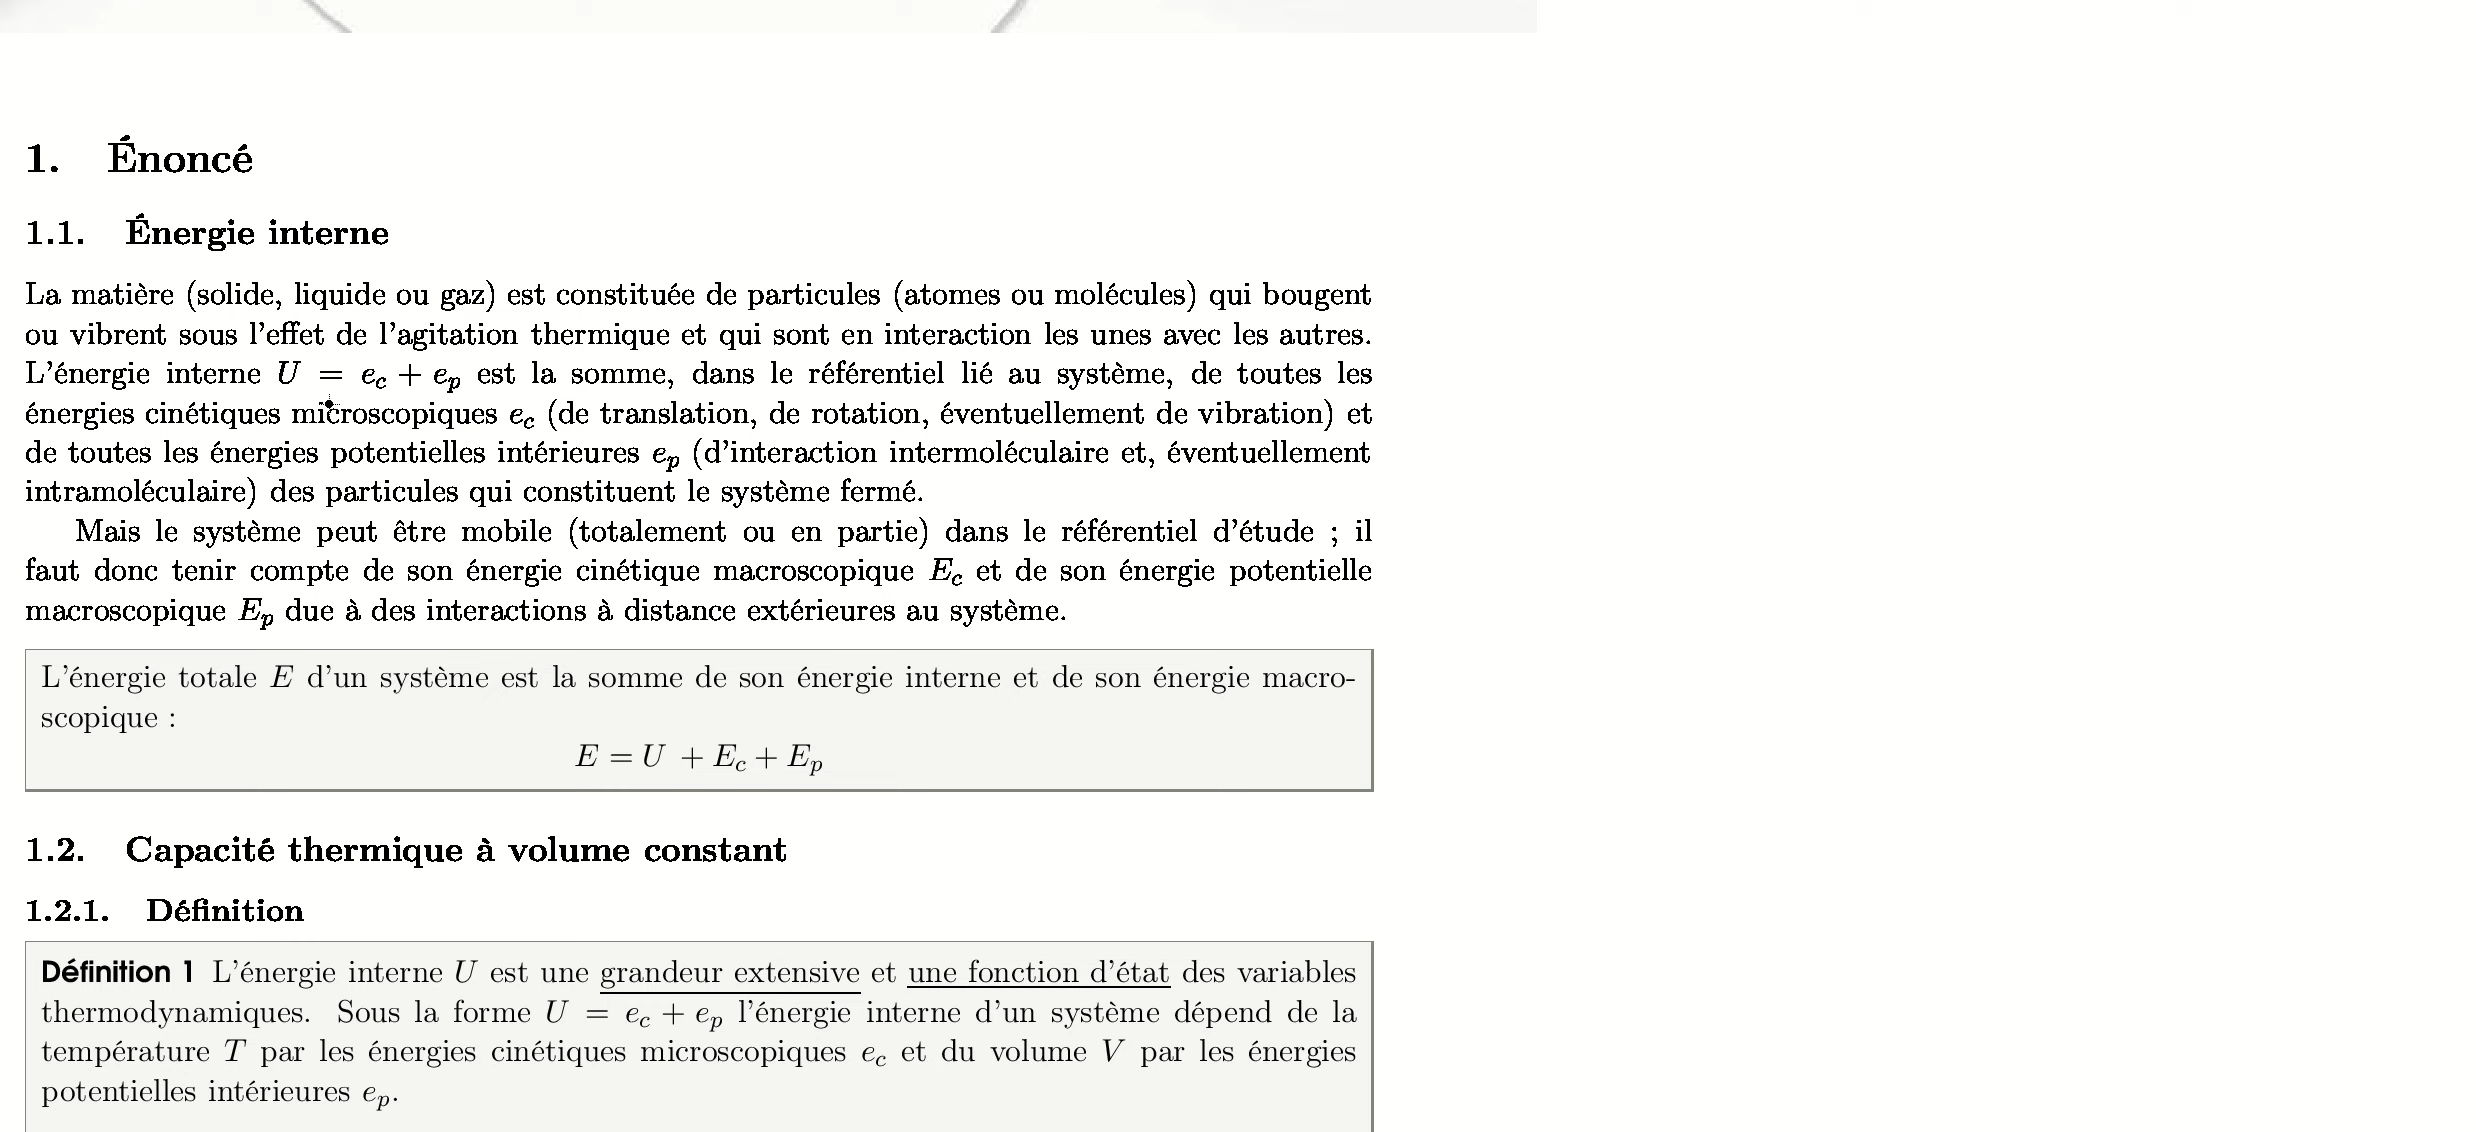 1. Énoncé
1.1. Énergie interne
La matière (solide, liquide ou gaz) est constituée de particules (atomes ou molécules) qui bougent
ou vibrent sous l'effet de l'agitation thermique et qui sont en interaction les unes avec les autres.
L'énergie interne U = e_c + e_p est la somme, dans le référentiel lié au système, de toutes les
énergies cinétiques microscopiques e_c (de translation, de rotation, éventuellement de vibration) et
de toutes les énergies potentielles intérieures e_p (d'interaction intermoléculaire et, éventuellement
intramoléculaire) des particules qui constituent le système fermé.
Mais le système peut être mobile (totalement ou en partie) dans le référentiel d'étude ; il
faut donc tenir compte de son énergie cinétique macroscopique E_c et de son énergie potentielle
macroscopique E_p due à des interactions à distance extérieures au système.
L'énergie totale E d'un système est la somme de son énergie interne et de son énergie macro-
scopique :
E = U + E_c + E_p
1.2. Capacité thermique à volume constant
1.2.1. Définition
Définition 1 L'énergie interne U est une grandeur extensive et une fonction d'état des variables
thermodynamiques. Sous la forme U = e_c + e_p l'énergie interne d'un système dépend de la
température T par les énergies cinétiques microscopiques e_c et du volume V par les énergies
potentielles intérieures e_p.